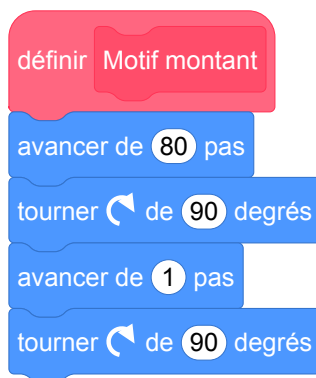 définir Motif montant
avancer de 80 pas
tourner de 90 degrés
avancer de 1 pas
tourner de 90 degrés